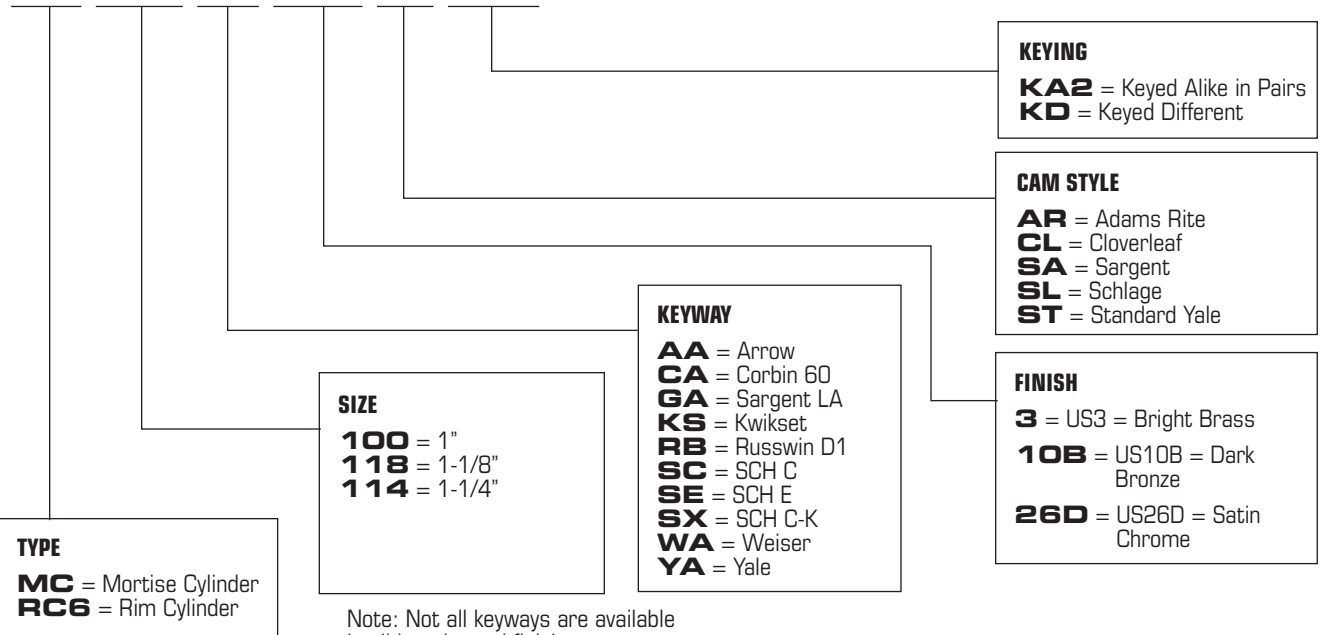 KEYING
KA2 = Keyed Alike in Pairs
KD = Keyed Different
CAM STYLE
AR = Adams Rite
CL = Cloverleaf
SA = Sargent
SL = Schlage
ST = Standard Yale
KEYWAY
AA = Arrow
CA = Corbin 60
GA = Sargent LA
KS = Kwikset
RB = Russwin D1
SC = SCH C
SE = SCH E
SX = SCH C-K
WA = Weiser
YA = Yale
FINISH
3 = US3 = Bright Brass
10B = US10B = Dark
Bronze
26D = US26D = Satin
Chrome
SIZE
100 = 1"
118 = 1-1/8"
114 = 1-1/4"
TYPE
MC = Mortise Cylinder
RC6 = Rim Cylinder
Note: Not all keyways are available